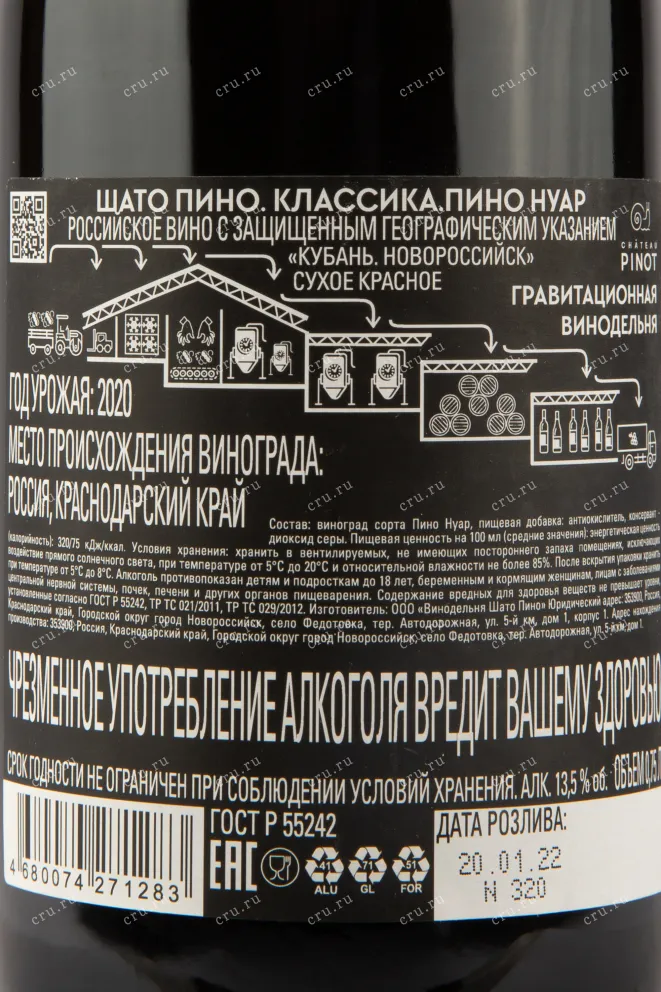 ЩАТО ПИНО. КЛАССИКА.ПИНО НУАР
РОССИЙСКОЕ ВИНО С ЗАЩИЩЕННЫМ ГЕОГРАФИЧЕСКИМ УКАЗАНИЕМ
«КУБАНЬ. НОВОРОССИЙСК»
СУХОЕ КРАСНОЕ
CHÂTEAU
PINOT
ГРАВИТАЦИОННАЯ
ВИНОДЕЛЬНЯ
ГОД УРОЖАЯ: 2020
МЕСТО ПРОИСХОЖДЕНИЯ ВИНОГРАДА:
РОССИЯ, КРАСНОДАРСКИЙ КРАЙ
Состав: виноград сорта Пино Нуар, пищевая добавка: антиокислитель, консервант -
диоксид серы. Пищевая ценность на 100 мл (средние значения): энергетическая ценность
(калорийность): 320/75 кДж/ккал. Условия хранения: хранить в вентилируемых, не имеющих постороннего запаха помещениях, исключающих
воздействие прямого солнечного света, при температуре от 5°С до 20°С и относительной влажности не более 85%. После вскрытия упаковки хранить
при температуре от 5°С до 8°С. Алкоголь противопоказан детям и подросткам до 18 лет, беременным и кормящим женщинам, лицам с заболеваниями
центральной нервной системы, почек, печени и других органов пищеварения. Содержание вредных для здоровья веществ не превышает уровней,
установленные согласно ГОСТ Р 55242, ТР ТС 021/2011, ТР ТС 029/2012. Изготовитель: ООО «Винодельня Шато Пино» Юридический адрес: 353900, Россия,
Краснодарский край, Городской округ город Новороссийск, село Федотовка, тер. Автодорожная, ул. 5-й км, дом 1, корпус 1. Адрес нахождения
производства: 353900, Россия, Краснодарский край, Городской округ город Новороссийск, село Федотовка, тер. Автодорожная, ул. 5-й км, дом 1.
ЧРЕЗМЕРНОЕ УПОТРЕБЛЕНИЕ АЛКОГОЛЯ ВРЕДИТ ВАШЕМУ ЗДОРОВЬЮ
СРОК ГОДНОСТИ НЕ ОГРАНИЧЕН ПРИ СОБЛЮДЕНИИ УСЛОВИЙ ХРАНЕНИЯ. АЛК. 13,5 % об. ОБЪЕМ 0,75 Л
ГОСТ Р 55242
ДАТА РОЗЛИВА:
20.01.22
N 320
4 680074 271283
EAC
41
ALU
71
GL
51
FOR
cru.ru